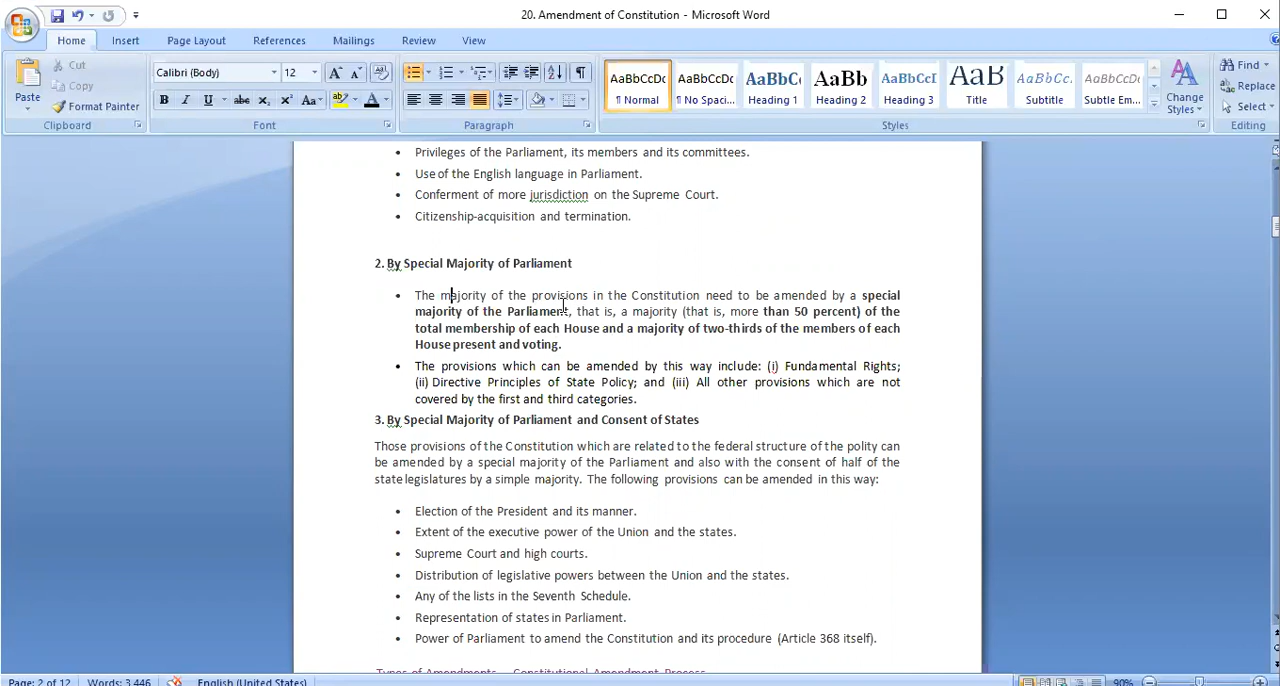 20. Amendment of Constitution - Microsoft Word
Home Insert Page Layout References Mailings Review View
Paste
Cut
Copy
Format Painter
Clipboard
Calibri (Body) 12
B I U abc X₂ X² Aa
Font
Paragraph
AaBbCcDc AaBbCcDc AaBbC AaBb AaBbCcI AaB AaBbCc. AaBbCcDc
¶ Normal ¶ No Spaci... Heading 1 Heading 2 Heading 3 Title Subtitle Subtle Em...
Styles
Change Styles
Find
Replace
Select
Editing
• Privileges of the Parliament, its members and its committees.
• Use of the English language in Parliament.
• Conferment of more jurisdiction on the Supreme Court.
• Citizenship-acquisition and termination.
2. By Special Majority of Parliament
• The majority of the provisions in the Constitution need to be amended by a special
majority of the Parliament, that is, a majority (that is, more than 50 percent) of the
total membership of each House and a majority of two-thirds of the members of each
House present and voting.
• The provisions which can be amended by this way include: (i) Fundamental Rights;
(ii) Directive Principles of State Policy; and (iii) All other provisions which are not
covered by the first and third categories.
3. By Special Majority of Parliament and Consent of States
Those provisions of the Constitution which are related to the federal structure of the polity can
be amended by a special majority of the Parliament and also with the consent of half of the
state legislatures by a simple majority. The following provisions can be amended in this way:
• Election of the President and its manner.
• Extent of the executive power of the Union and the states.
• Supreme Court and high courts.
• Distribution of legislative powers between the Union and the states.
• Any of the lists in the Seventh Schedule.
• Representation of states in Parliament.
• Power of Parliament to amend the Constitution and its procedure (Article 368 itself).
Types of Amendments – Constitutional Amendment Process
Page: 2 of 12 Words: 3,446 English (United States) 90%